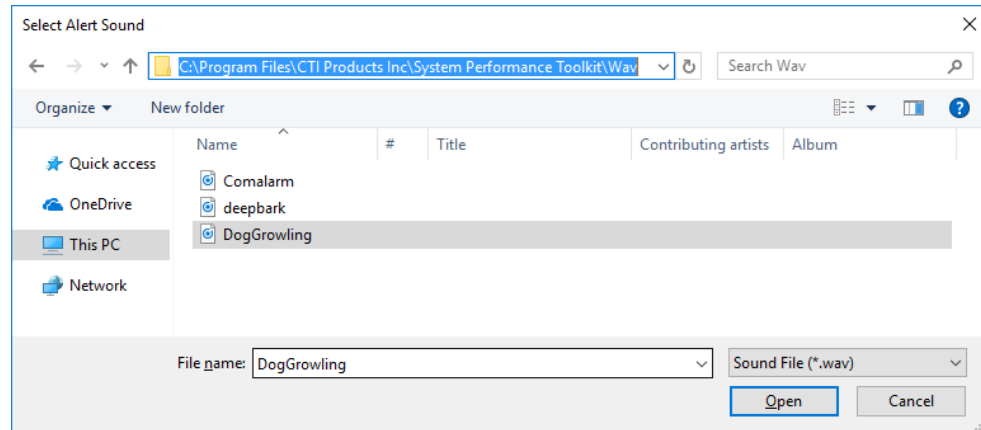 Select Alert Sound
C:\Program Files\CTI Products Inc\System Performance Toolkit\Wav
Search Wav
Organize
New folder
Quick access
OneDrive
This PC
Network
Name # Title Contributing artists Album
Comalarm
deepbark
DogGrowling
File name: DogGrowling
Sound File (*.wav)
Open Cancel